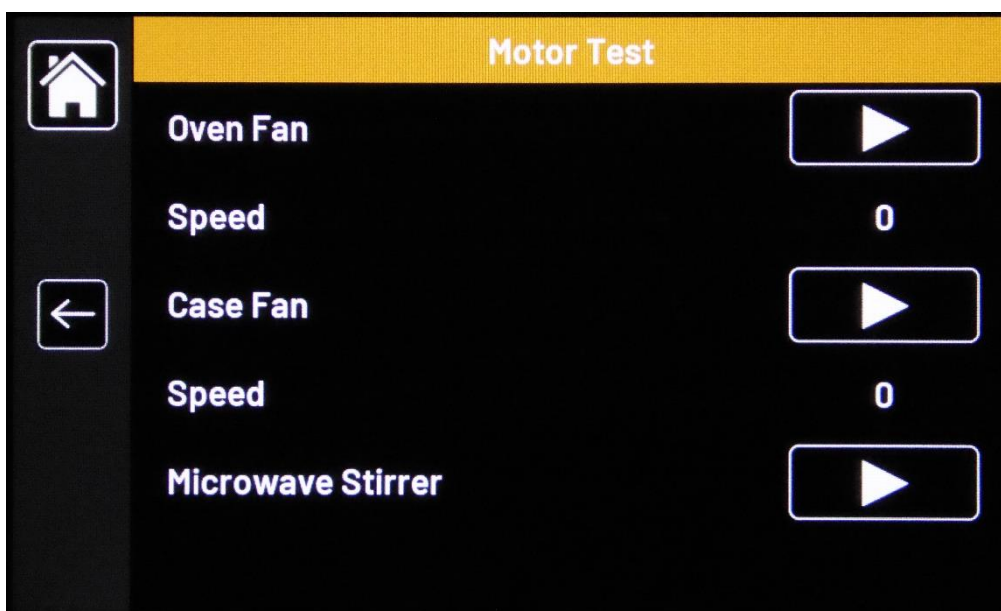 Motor Test
Oven Fan
Speed 0
Case Fan
Speed 0
Microwave Stirrer